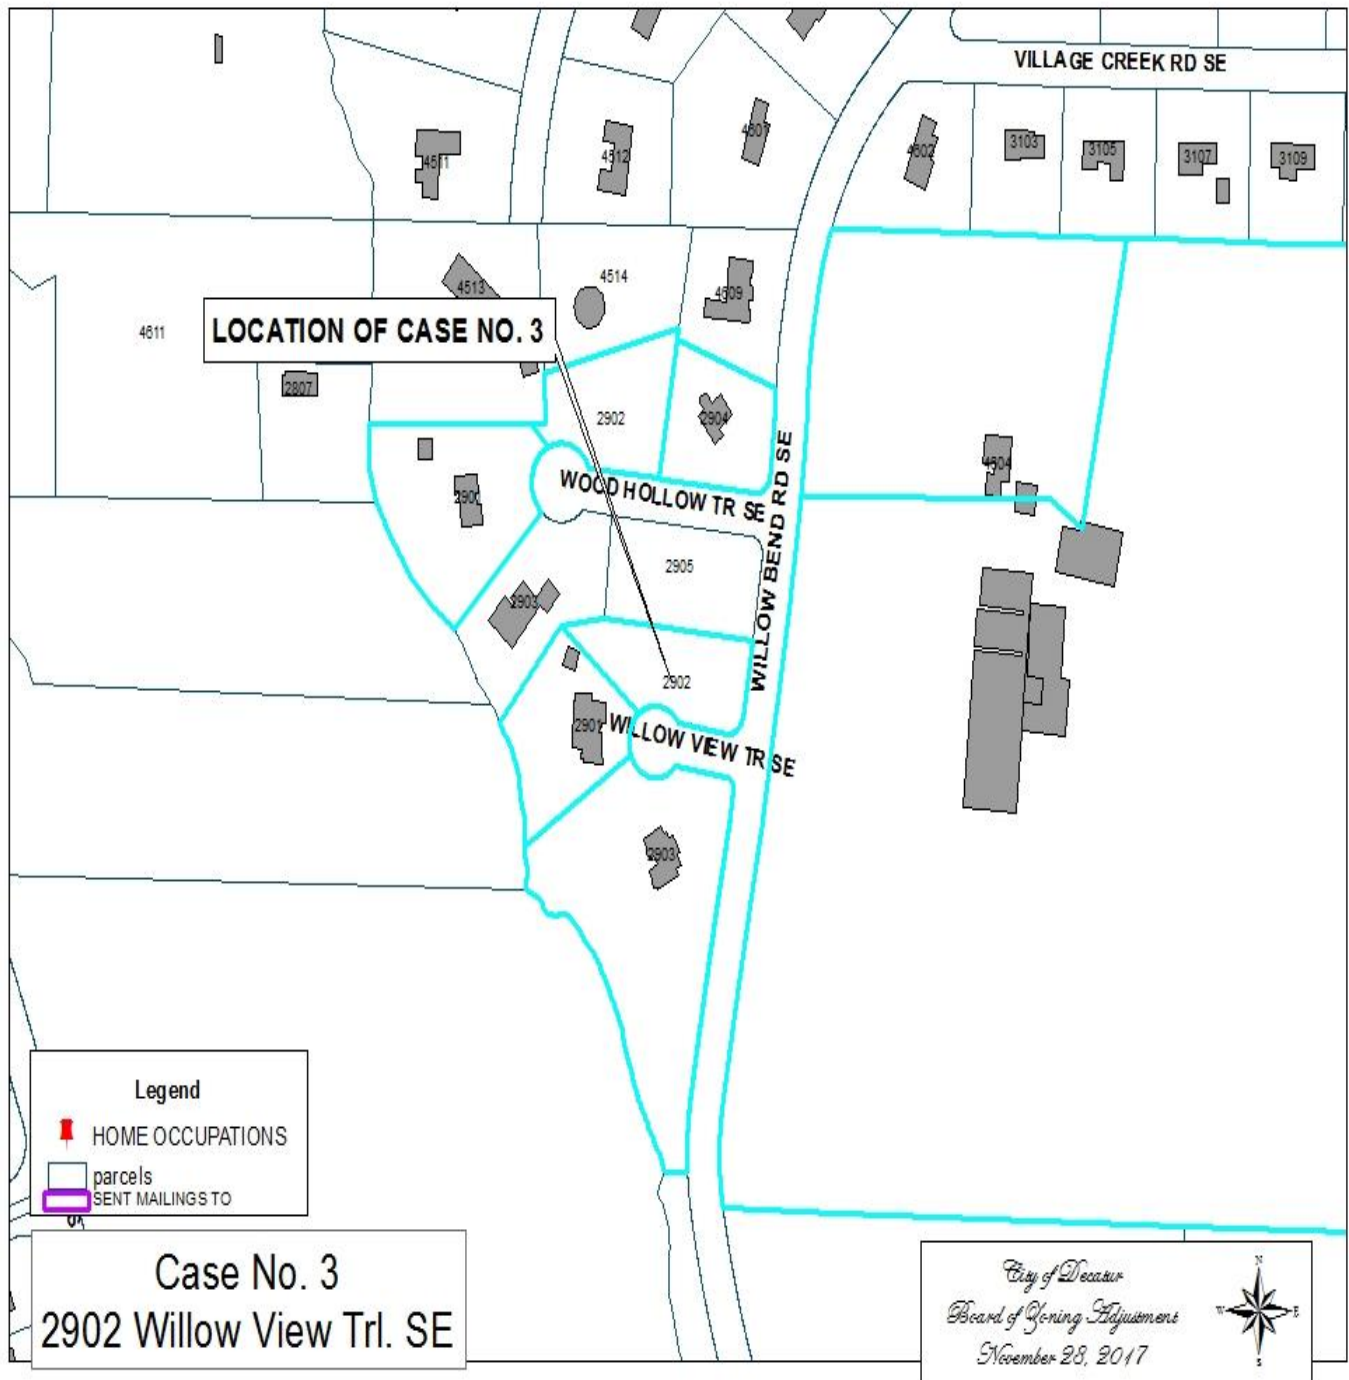 VILLAGE CREEK RD SE
4511
4512
4601
4602
3103
3105
3107
3109
4513
4514
4509
4611
LOCATION OF CASE NO. 3
2807
2902
2904
4504
2900
WOOD HOLLOW TR SE
WILLOW BEND RD SE
2905
2903
2902
2901
WILLOW VIEW TR SE
2903
Legend
HOME OCCUPATIONS
parcels
SENT MAILINGS TO
Case No. 3
2902 Willow View Trl. SE
City of Decatur
Board of Zoning Adjustment
November 28, 2017
N
W
E
S